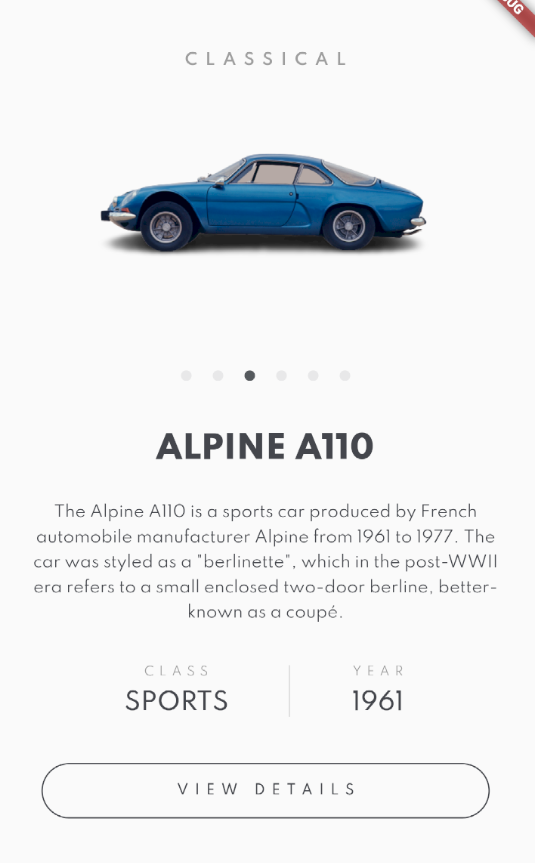 CLASSICAL
ALPINE A110
The Alpine A110 is a sports car produced by French
automobile manufacturer Alpine from 1961 to 1977. The
car was styled as a "berlinette", which in the post-WWII
era refers to a small enclosed two-door berline, better-
known as a coupé.
CLASS YEAR
SPORTS 1961
VIEW DETAILS